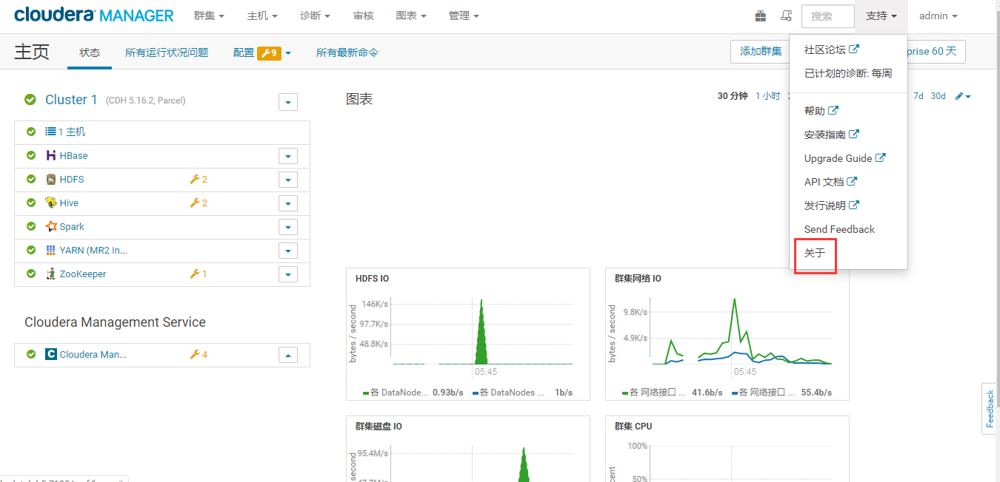 cloudera MANAGER 群集 主机 诊断 审核 图表 管理 搜索 支持 admin
主页 状态 所有运行状况问题 配置 9 所有最新命令 添加群集 prise 60 天
社区论坛
已计划的诊断: 每周
帮助
安装指南
Upgrade Guide
API 文档
发行说明
Send Feedback
关于
Cluster 1 (CDH 5.16.2, Parcel)
1 主机
HBase
HDFS 2
Hive 2
Spark
YARN (MR2 In...
ZooKeeper 1
Cloudera Management Service
C Cloudera Man... 4
图表 30 分钟 1 小时 7d 30d
HDFS IO
bytes / second
146K/s
97.7K/s
48.8K/s
05:45
各 DataNode... 0.93b/s 各 DataNodes ... 1b/s
群集网络 IO
bytes / second
9.8K/s
4.9K/s
05:45
各 网络接口 ... 41.6b/s 各 网络接口 ... 55.4b/s
群集磁盘 IO
second
95.4M/s
群集 CPU
cent
100%
50%
Feedback